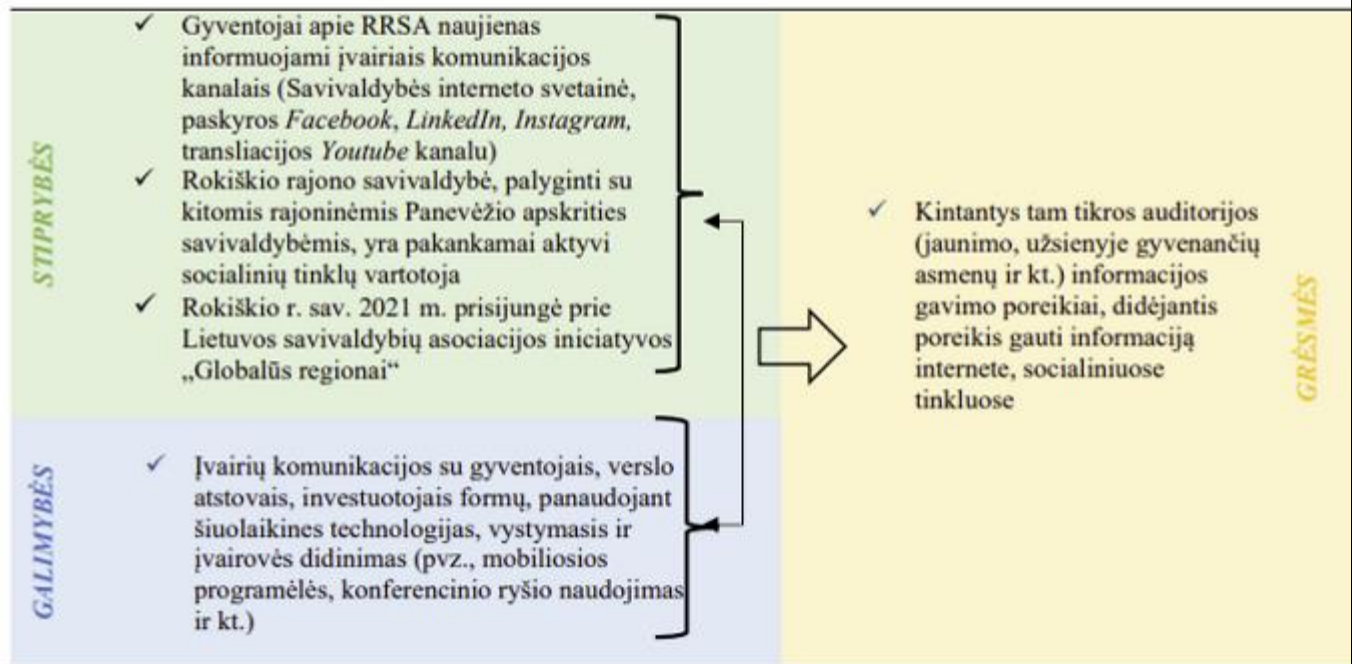 STIPRYBĖS
✓ Gyventojai apie RRSA naujienas
informuojami įvairiais komunikacijos
kanalais (Savivaldybės interneto svetainė,
paskyros Facebook, LinkedIn, Instagram,
transliacijos Youtube kanalu)
✓ Rokiškio rajono savivaldybė, palyginti su
kitomis rajoninėmis Panevėžio apskrities
savivaldybėmis, yra pakankamai aktyvi
socialinių tinklų vartotoja
✓ Rokiškio r. sav. 2021 m. prisijungė prie
Lietuvos savivaldybių asociacijos iniciatyvos
„Globalūs regionai“
GALIMYBĖS
✓ Įvairių komunikacijos su gyventojais, verslo
atstovais, investuotojais formų, panaudojant
šiuolaikines technologijas, vystymasis ir
įvairovės didinimas (pvz., mobiliosios
programėlės, konferencinio ryšio naudojimas
ir kt.)
✓ Kintantys tam tikros auditorijos
(jaunimo, užsienyje gyvenančių
asmenų ir kt.) informacijos
gavimo poreikiai, didėjantis
poreikis gauti informaciją
internete, socialiniuose
tinkluose
GRĖSMĖS